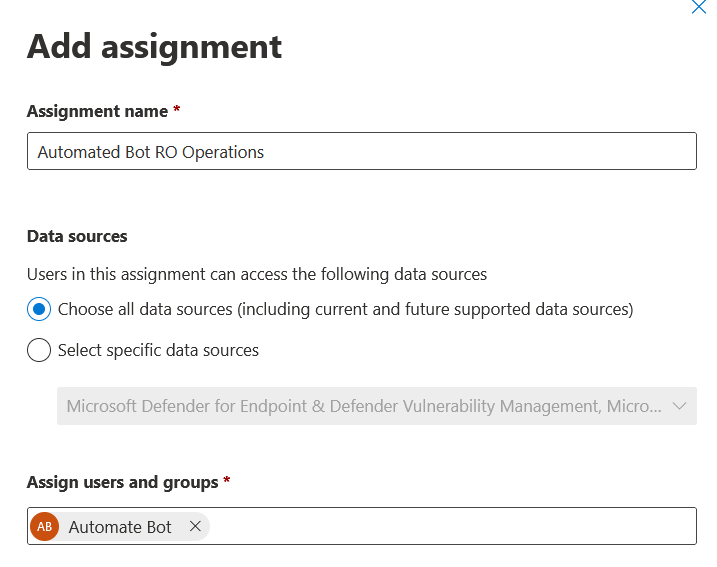 Add assignment
Assignment name *
Automated Bot RO Operations
Data sources
Users in this assignment can access the following data sources
Choose all data sources (including current and future supported data sources)
Select specific data sources
Microsoft Defender for Endpoint & Defender Vulnerability Management, Micro...
Assign users and groups *
AB Automate Bot